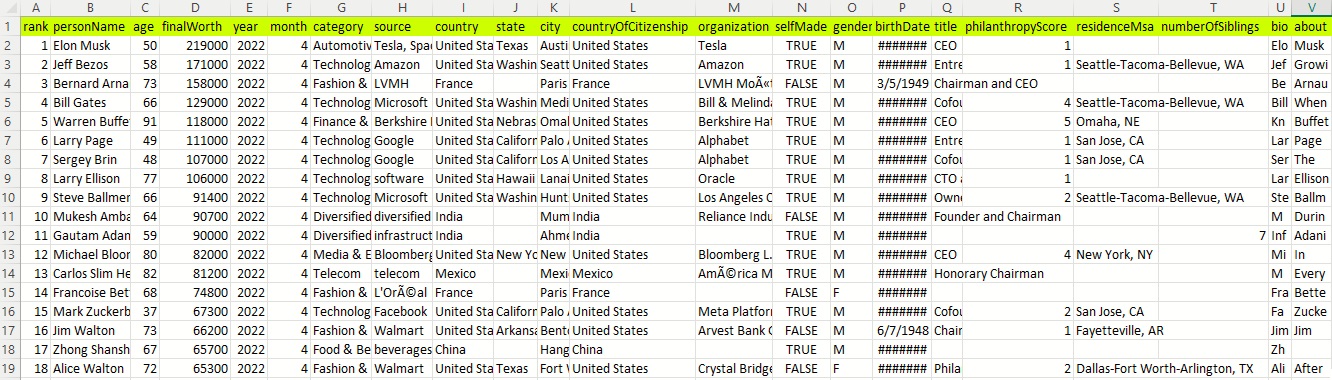 A B C D E F G H I J K L M N O P Q R S T U V
1 rank personName age finalWorth year month category source country state city countryOfCitizenship organization selfMade gender birthDate title philanthropyScore residenceMsa numberOfSiblings bio about
2 1 Elon Musk 50 219000 2022 4 Automotiv Tesla, Spa United Sta Texas Austi United States Tesla TRUE M ####### CEO 1 Elo Musk
3 2 Jeff Bezos 58 171000 2022 4 Technolog Amazon United Sta Washin Seatt United States Amazon TRUE M ####### Entre 1 Seattle-Tacoma-Bellevue, WA Jef Growi
4 3 Bernard Arna 73 158000 2022 4 Fashion & LVMH France Paris France LVMH MoÃ«t FALSE M 3/5/1949 Chairman and CEO Be Arnau
5 4 Bill Gates 66 129000 2022 4 Technolog Microsoft United Sta Washin Medi United States Bill & Melinda TRUE M ####### Cofou 4 Seattle-Tacoma-Bellevue, WA Bill When
6 5 Warren Buffe 91 118000 2022 4 Finance & Berkshire United Sta Nebras Omal United States Berkshire Hat TRUE M ####### CEO 5 Omaha, NE Kn Buffet
7 6 Larry Page 49 111000 2022 4 Technolog Google United Sta Californ Palo United States Alphabet TRUE M ####### Entre 1 San Jose, CA Lar Page
8 7 Sergey Brin 48 107000 2022 4 Technolog Google United Sta Californ Los A United States Alphabet TRUE M ####### Cofou 1 San Jose, CA Ser The
9 8 Larry Ellison 77 106000 2022 4 Technolog software United Sta Hawaii Lanai United States Oracle TRUE M ####### CTO 1 Lar Ellison
10 9 Steve Ballmer 66 91400 2022 4 Technolog Microsoft United Sta Washin Hunts United States Los Angeles C TRUE M ####### Owne 2 Seattle-Tacoma-Bellevue, WA Ste Ballm
11 10 Mukesh Amba 64 90700 2022 4 Diversified diversified India Mum India Reliance Indu FALSE M ####### Founder and Chairman M Durin
12 11 Gautam Adan 59 90000 2022 4 Diversified infrastruct India Ahme India TRUE M ####### 7 Inf Adani
13 12 Michael Bloor 80 82000 2022 4 Media & E Bloomberg United Sta New Yo New United States Bloomberg L. TRUE M ####### CEO 4 New York, NY Mi In
14 13 Carlos Slim He 82 81200 2022 4 Telecom telecom Mexico Mexi Mexico AmÃ©rica M TRUE M ####### Honorary Chairman M Every
15 14 Francoise Bet 68 74800 2022 4 Fashion & L'OrÃ©al France Paris France FALSE F ####### Fra Bette
16 15 Mark Zuckerb 37 67300 2022 4 Technolog Facebook United Sta Californ Palo United States Meta Platforn TRUE M ####### Cofou 2 San Jose, CA Fa Zucke
17 16 Jim Walton 73 66200 2022 4 Fashion & Walmart United Sta Arkansa Bent United States Arvest Bank FALSE M 6/7/1948 Chair 1 Fayetteville, AR Jim Jim
18 17 Zhong Shansh 67 65700 2022 4 Food & Be beverages China Hang China TRUE M ####### Zh
19 18 Alice Walton 72 65300 2022 4 Fashion & Walmart United Sta Texas Fort United States Crystal Bridge FALSE F ####### Phila 2 Dallas-Fort Worth-Arlington, TX Ali After